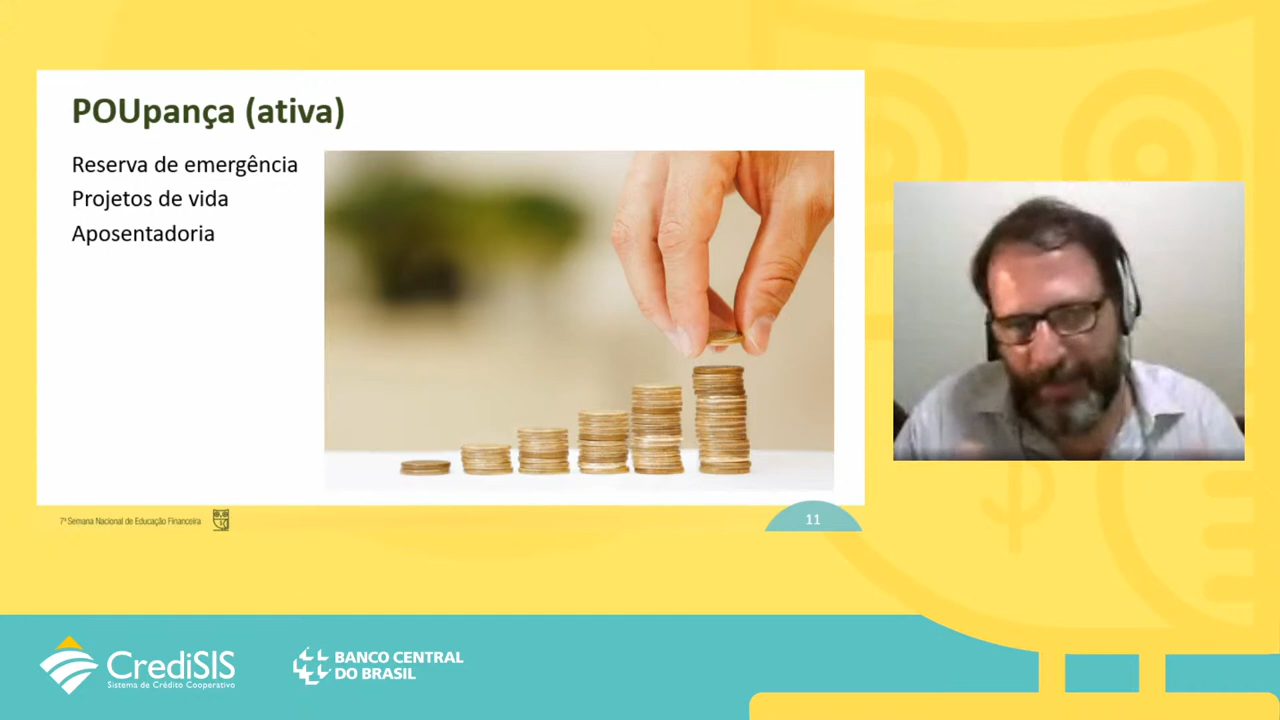 POUpança (ativa)
Reserva de emergência
Projetos de vida
Aposentadoria
7ª Semana Nacional de Educação Financeira
11
CrediSIS
Sistema de Crédito Cooperativo
BANCO CENTRAL
DO BRASIL